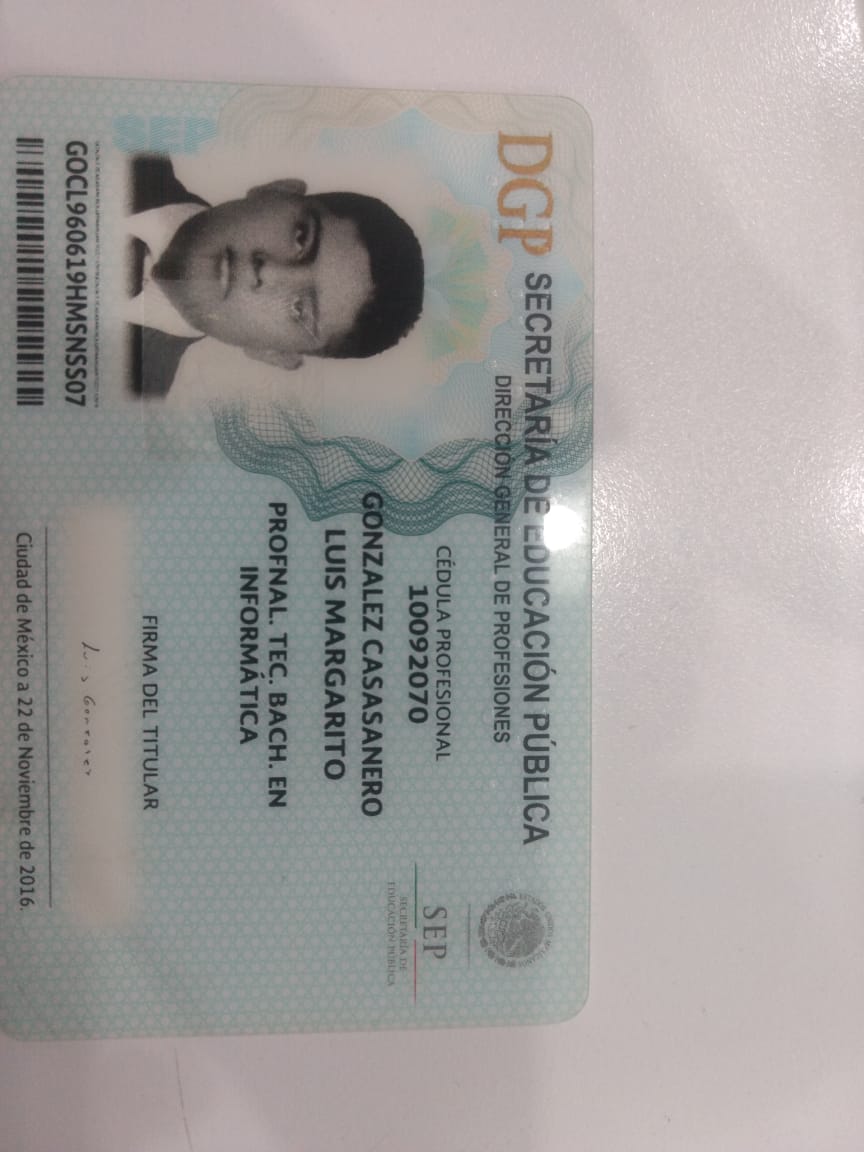 DGP SECRETARÍA DE EDUCACIÓN PÚBLICA
DIRECCIÓN GENERAL DE PROFESIONES
SEP
SECRETARÍA DE
EDUCACIÓN PÚBLICA
CÉDULA PROFESIONAL
10092070
GONZALEZ CASASANERO
LUIS MARGARITO
PROFNAL. TEC. BACH. EN
INFORMÁTICA
SEP
FIRMA DEL TITULAR
Luis Gonzalez
GOCL960619HMSNSS07
Ciudad de México a 22 de Noviembre de 2016.